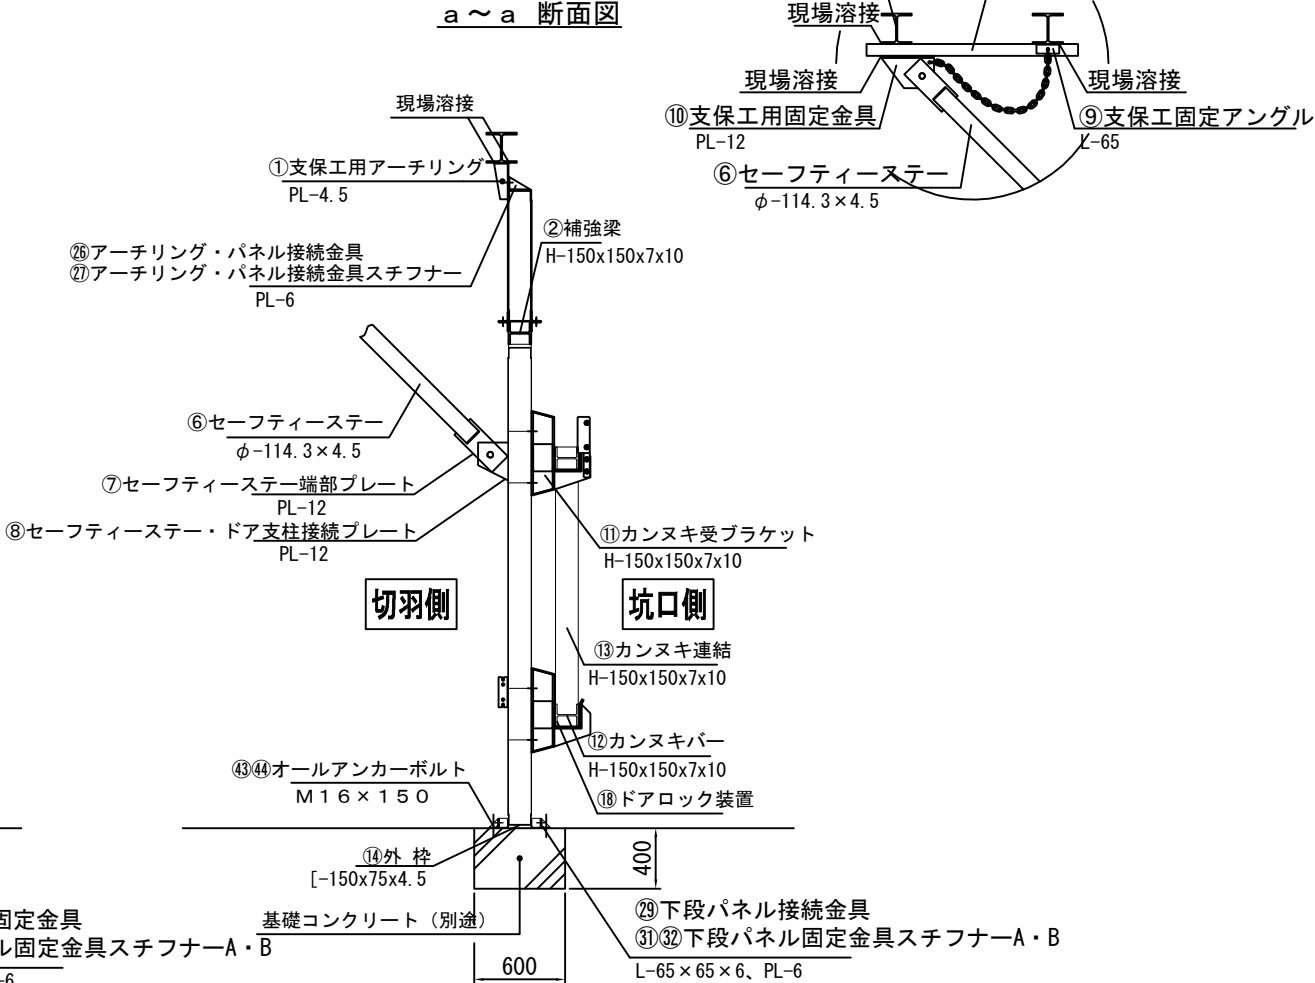 a～a 断面図
現場溶接
現場溶接
現場溶接
⑩支保工用固定金具
PL-12
⑨支保工固定アングル
L-65
⑥セーフティーステー
φ-114.3×4.5
現場溶接
①支保工用アーチリング
PL-4.5
②補強梁
H-150x150x7x10
㉖アーチリング・パネル接続金具
㉗アーチリング・パネル接続金具スチフナー
PL-6
⑥セーフティーステー
φ-114.3×4.5
⑦セーフティーステー端部プレート
PL-12
⑧セーフティーステー・ドア支柱接続プレート
PL-12
⑪カンヌキ受ブラケット
H-150x150x7x10
切羽側
坑口側
⑬カンヌキ連結
H-150x150x7x10
⑫カンヌキバー
H-150x150x7x10
⑱ドアロック装置
㊸㊹オールアンカーボルト
M16×150
⑭外 枠
[-150x75x4.5
400
基礎コンクリート（別途）
600
㉙下段パネル接続金具
㉛㉜下段パネル固定金具スチフナーA・B
L-65×65×6、PL-6
固定金具
ル固定金具スチフナーA・B
-6